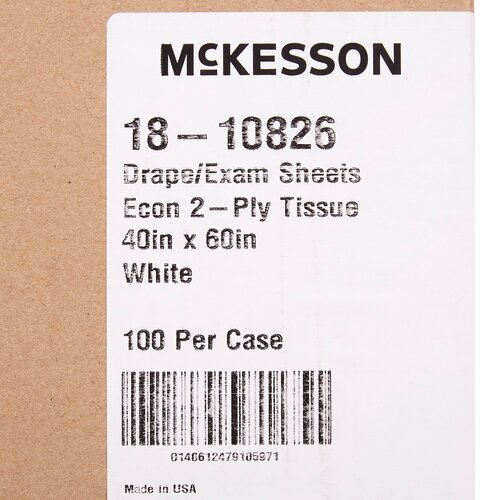 McKESSON
18-10826
Drape/Exam Sheets
Econ 2-Ply Tissue
40in x 60in
White
100 Per Case
0140612479105971
Made in USA